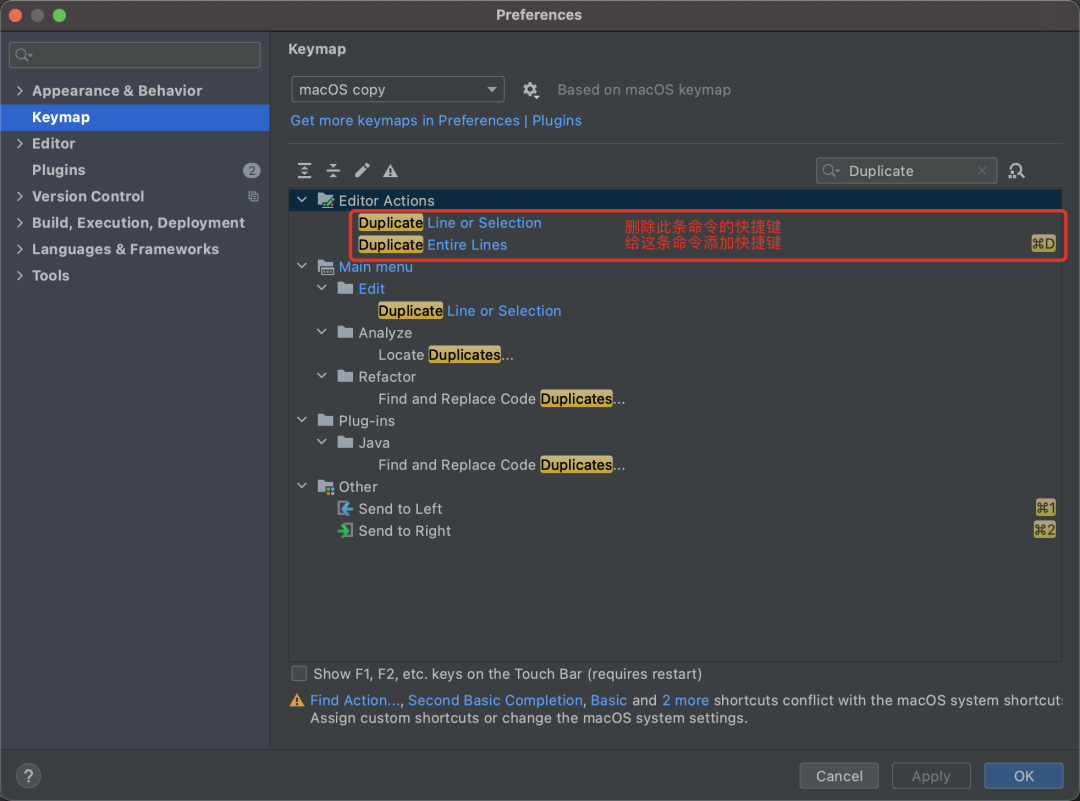 Preferences
Keymap
Appearance & Behavior
Keymap
Editor
Plugins 2
Version Control
Build, Execution, Deployment
Languages & Frameworks
Tools
macOS copy
Based on macOS keymap
Get more keymaps in Preferences | Plugins
Duplicate
Editor Actions
Duplicate Line or Selection 删除此条命令的快捷键
Duplicate Entire Lines 给这条命令添加快捷键 ⌘D
Main menu
Edit
Duplicate Line or Selection
Analyze
Locate Duplicates...
Refactor
Find and Replace Code Duplicates...
Plug-ins
Java
Find and Replace Code Duplicates...
Other
Send to Left ⌘1
Send to Right ⌘2
Show F1, F2, etc. keys on the Touch Bar (requires restart)
Find Action..., Second Basic Completion, Basic and 2 more shortcuts conflict with the macOS system shortcut
Assign custom shortcuts or change the macOS system settings.
?
Cancel
Apply
OK